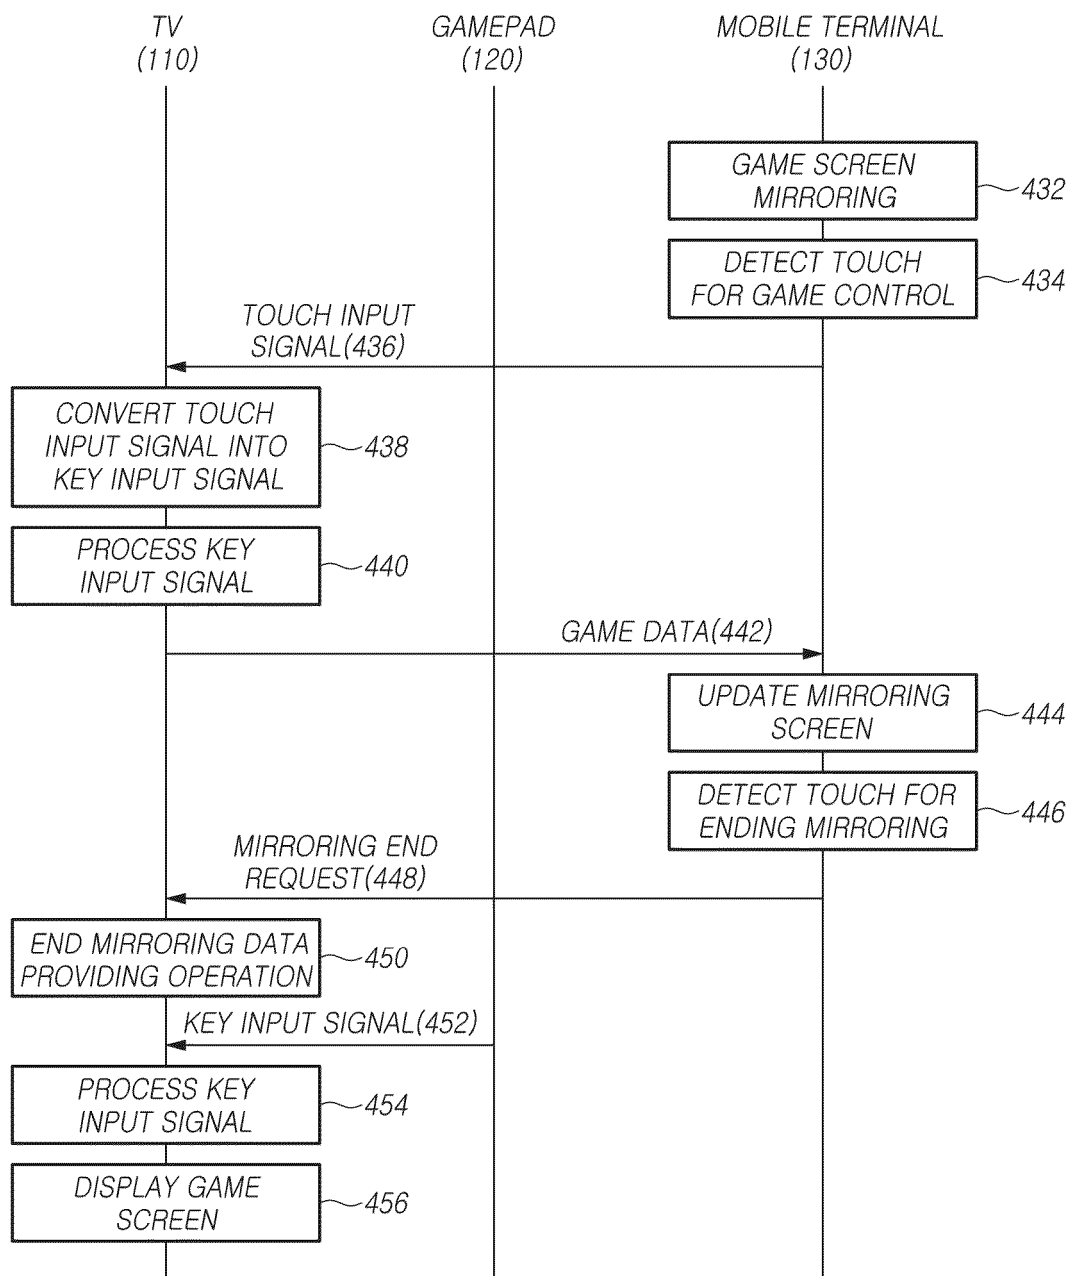 TV
(110)
GAMEPAD
(120)
MOBILE TERMINAL
(130)
GAME SCREEN
MIRRORING
432
DETECT TOUCH
FOR GAME CONTROL
434
TOUCH INPUT
SIGNAL(436)
CONVERT TOUCH
INPUT SIGNAL INTO
KEY INPUT SIGNAL
438
PROCESS KEY
INPUT SIGNAL
440
GAME DATA(442)
UPDATE MIRRORING
SCREEN
444
DETECT TOUCH FOR
ENDING MIRRORING
446
MIRRORING END
REQUEST(448)
END MIRRORING DATA
PROVIDING OPERATION
450
KEY INPUT SIGNAL(452)
PROCESS KEY
INPUT SIGNAL
454
DISPLAY GAME
SCREEN
456